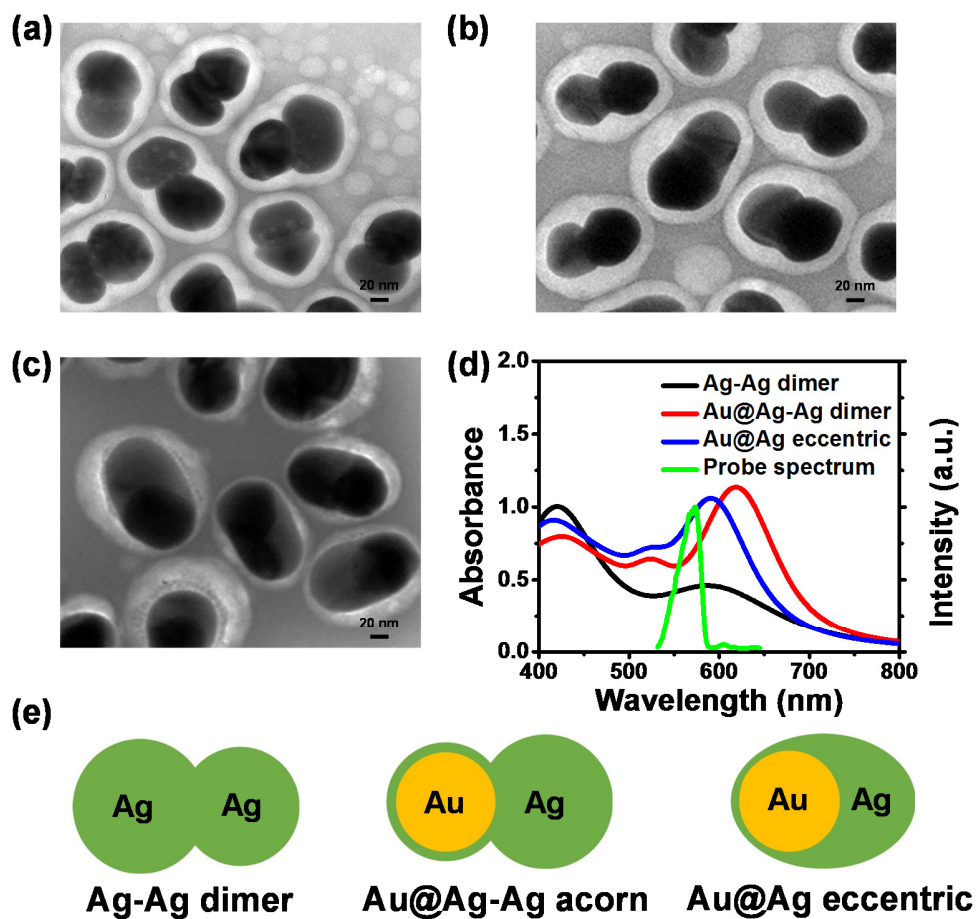 (a)
(b)
20 nm
20 nm
(c)
20 nm
(d)
2.0
1.5
1.0
0.5
0.0
Absorbance
Ag-Ag dimer
Au@Ag-Ag dimer
Au@Ag eccentric
Probe spectrum
Intensity (a.u.)
400 500 600 700 800
Wavelength (nm)
(e)
Ag Ag
Au Ag
Au Ag
Ag-Ag dimer
Au@Ag-Ag acorn
Au@Ag eccentric